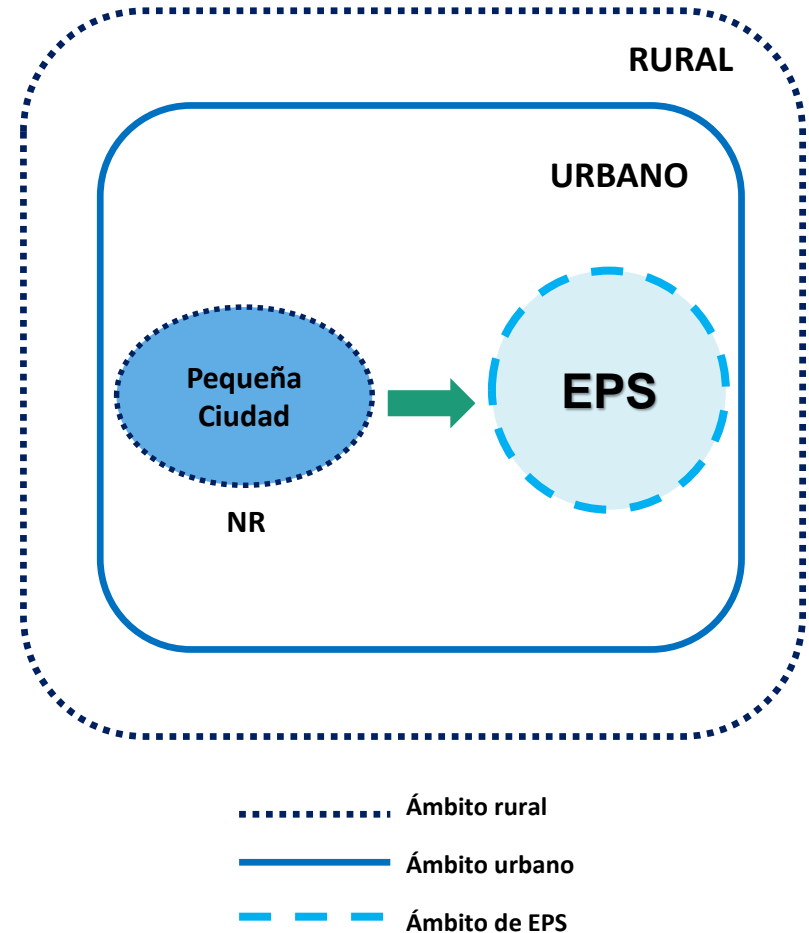 RURAL
URBANO
Pequeña
Ciudad
EPS
NR
Ámbito rural
Ámbito urbano
Ámbito de EPS